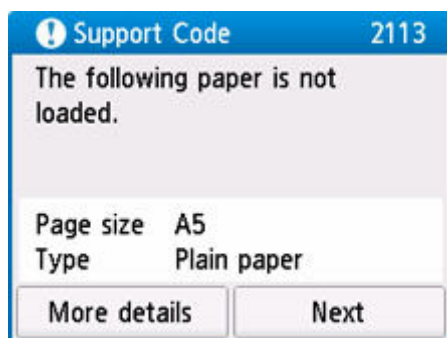 Support Code 2113
The following paper is not
loaded.
Page size A5
Type Plain paper
More details Next